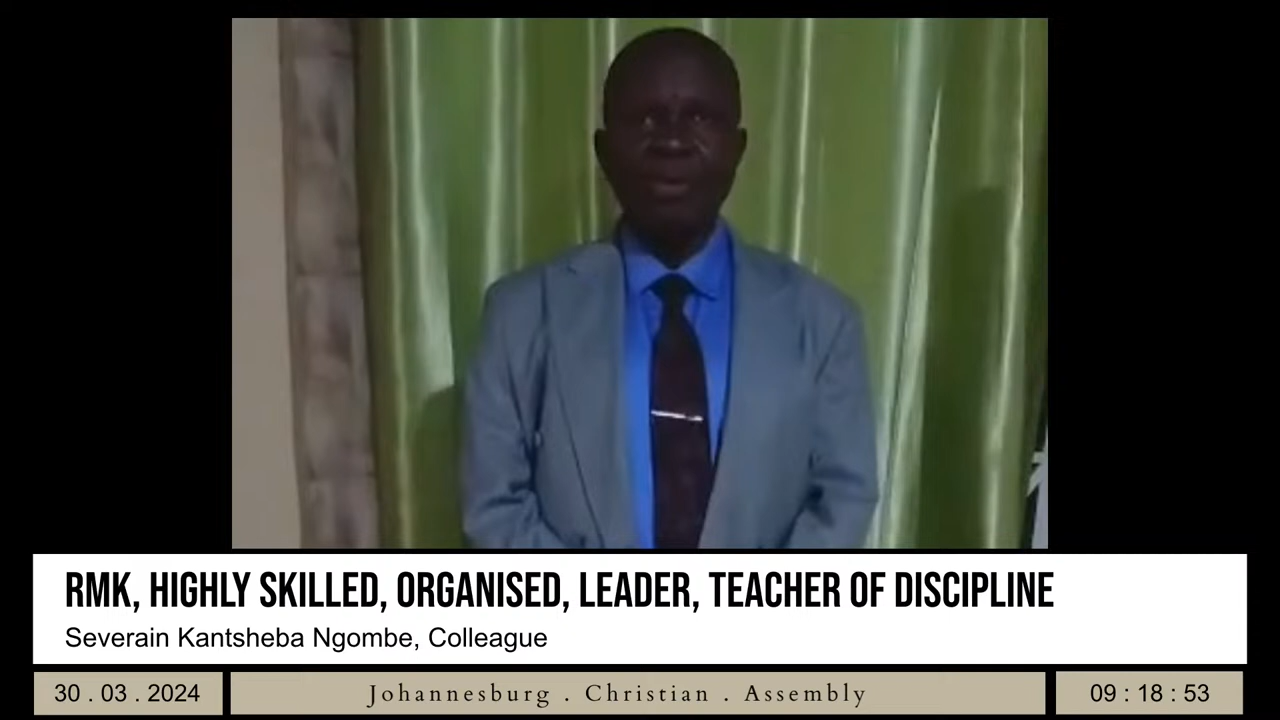 RMK, HIGHLY SKILLED, ORGANISED, LEADER, TEACHER OF DISCIPLINE
Severain Kantsheba Ngombe, Colleague
30 . 03 . 2024
Johannesburg . Christian . Assembly
09 : 18 : 53